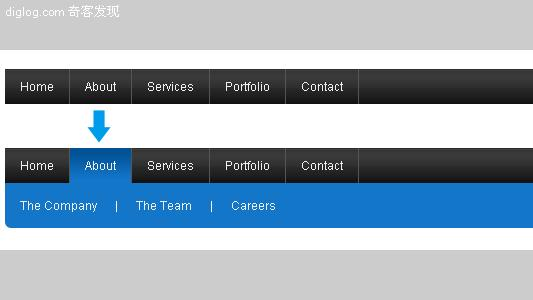 diglog.com 奇客发现
Home About Services Portfolio Contact
Home About Services Portfolio Contact
The Company | The Team | Careers